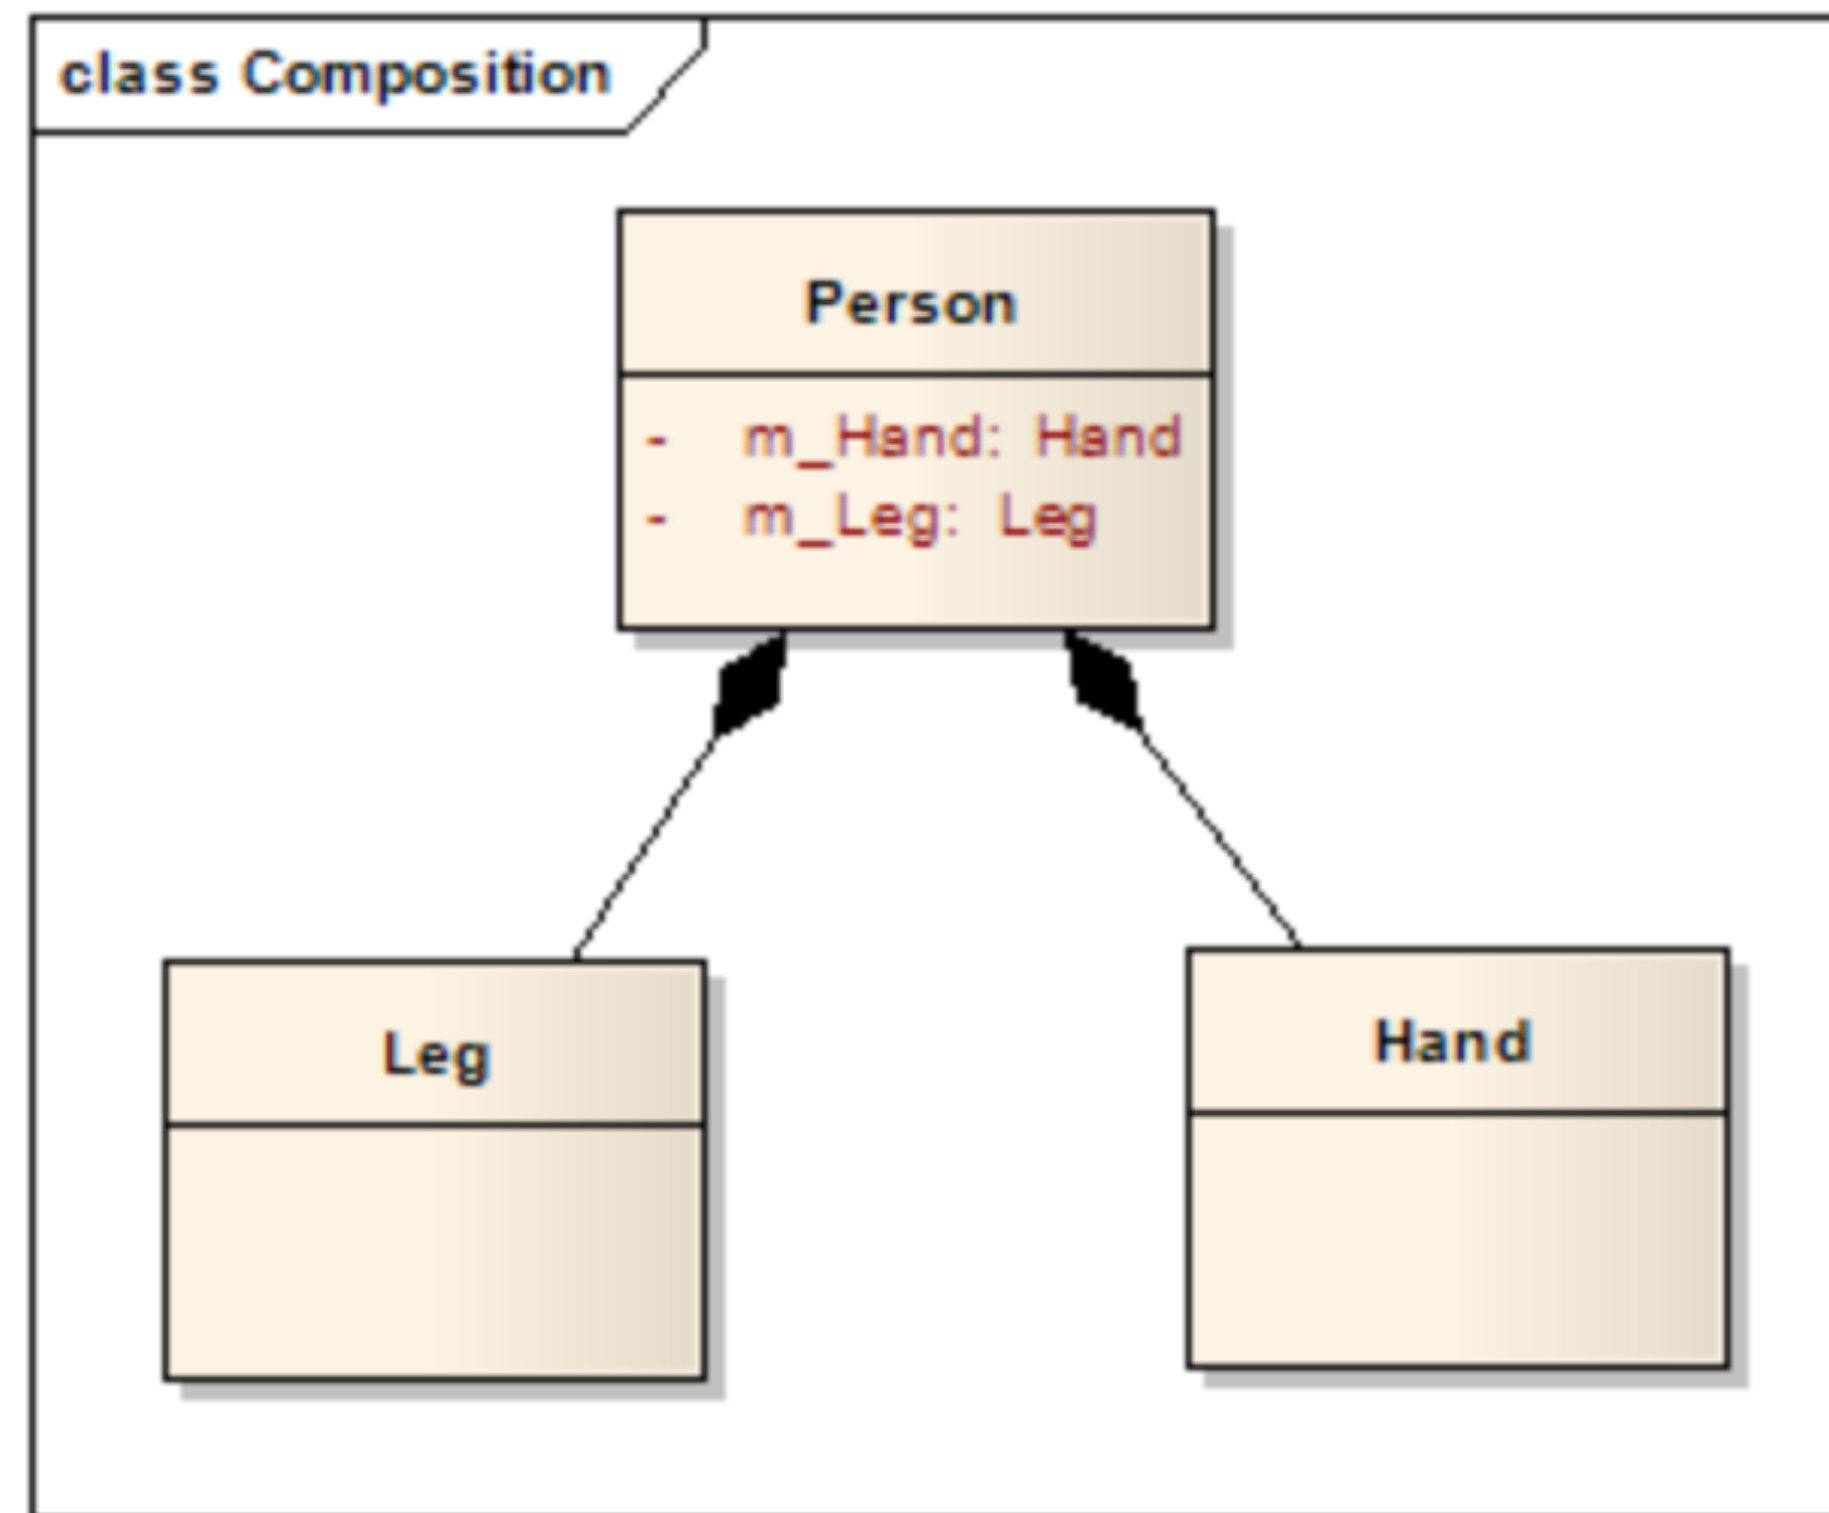 class Composition
Person
- m_Hand: Hand
- m_Leg: Leg
Leg
Hand